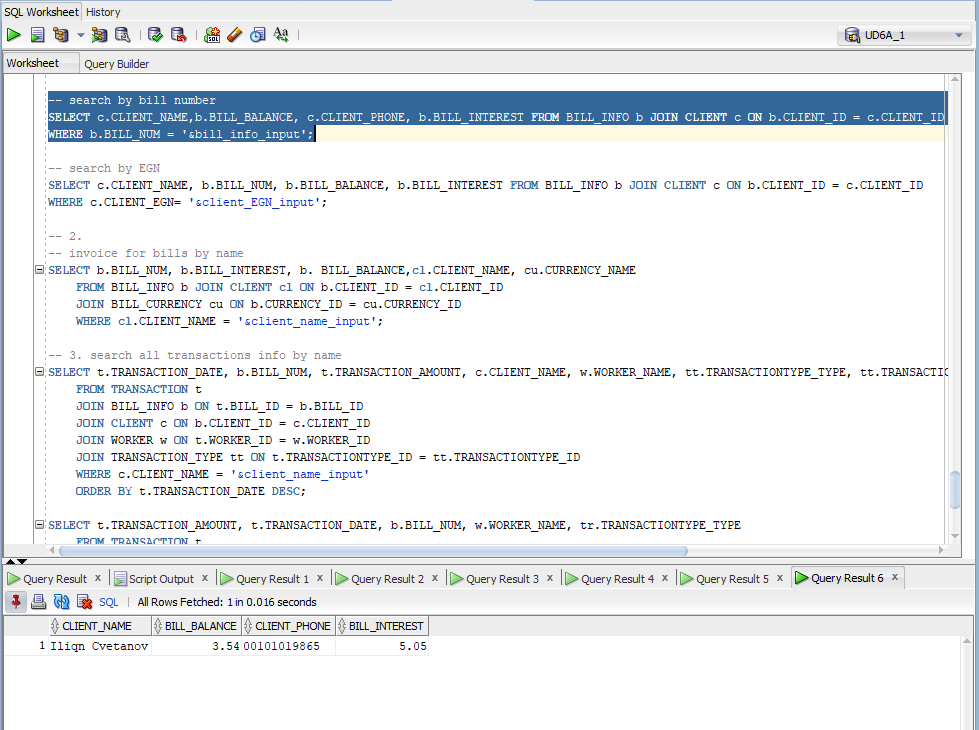 SQL Worksheet History
UD6A_1
Worksheet Query Builder
-- search by bill number
SELECT c.CLIENT_NAME,b.BILL_BALANCE, c.CLIENT_PHONE, b.BILL_INTEREST FROM BILL_INFO b JOIN CLIENT c ON b.CLIENT_ID = c.CLIENT_ID
WHERE b.BILL_NUM = '&bill_info_input';
-- search by EGN
SELECT c.CLIENT_NAME, b.BILL_NUM, b.BILL_BALANCE, b.BILL_INTEREST FROM BILL_INFO b JOIN CLIENT c ON b.CLIENT_ID = c.CLIENT_ID
WHERE c.CLIENT_EGN= '&client_EGN_input';
-- 2.
-- invoice for bills by name
SELECT b.BILL_NUM, b.BILL_INTEREST, b. BILL_BALANCE,cl.CLIENT_NAME, cu.CURRENCY_NAME
FROM BILL_INFO b JOIN CLIENT cl ON b.CLIENT_ID = cl.CLIENT_ID
JOIN BILL_CURRENCY cu ON b.CURRENCY_ID = cu.CURRENCY_ID
WHERE cl.CLIENT_NAME = '&client_name_input';
-- 3. search all transactions info by name
SELECT t.TRANSACTION_DATE, b.BILL_NUM, t.TRANSACTION_AMOUNT, c.CLIENT_NAME, w.WORKER_NAME, tt.TRANSACTIONTYPE_TYPE, tt.TRANSACTIO
FROM TRANSACTION t
JOIN BILL_INFO b ON t.BILL_ID = b.BILL_ID
JOIN CLIENT c ON b.CLIENT_ID = c.CLIENT_ID
JOIN WORKER w ON t.WORKER_ID = w.WORKER_ID
JOIN TRANSACTION_TYPE tt ON t.TRANSACTIONTYPE_ID = tt.TRANSACTIONTYPE_ID
WHERE c.CLIENT_NAME = '&client_name_input'
ORDER BY t.TRANSACTION_DATE DESC;
SELECT t.TRANSACTION_AMOUNT, t.TRANSACTION_DATE, b.BILL_NUM, w.WORKER_NAME, tr.TRANSACTIONTYPE_TYPE
FROM TRANSACTION t
Query Result x Script Output x Query Result 1 x Query Result 2 x Query Result 3 x Query Result 4 x Query Result 5 x Query Result 6 x
SQL | All Rows Fetched: 1 in 0.016 seconds
CLIENT_NAME BILL_BALANCE CLIENT_PHONE BILL_INTEREST
1 Iliqn Cvetanov 3.54 00101019865 5.05